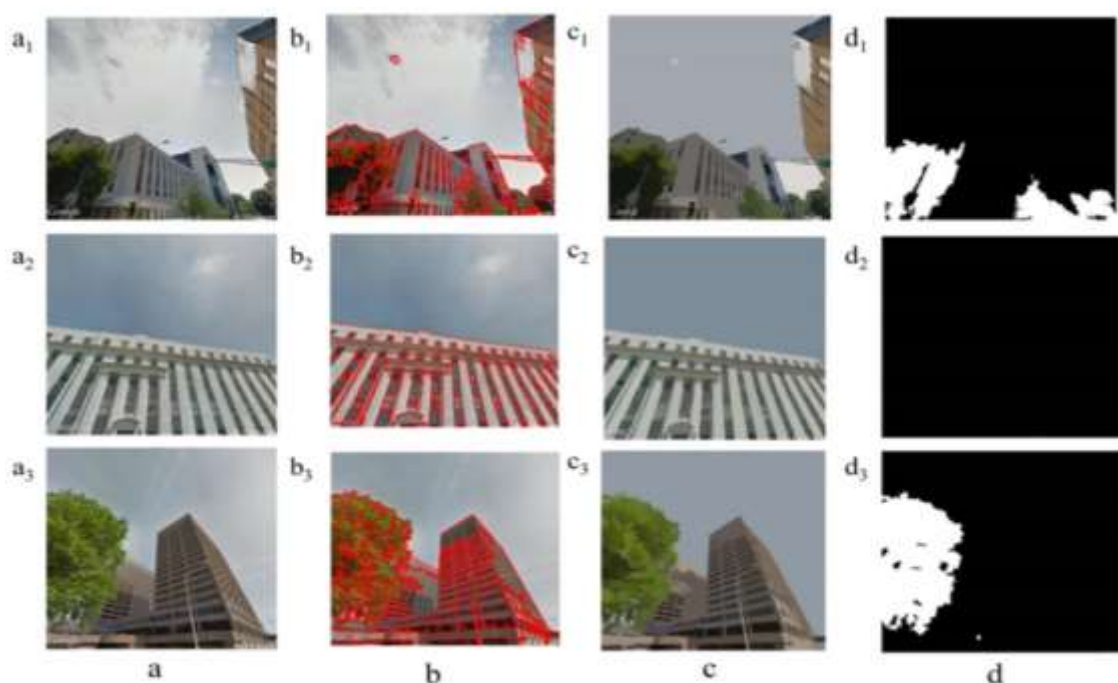 a₁ b₁ c₁ d₁
a₂ b₂ c₂ d₂
a₃ b₃ c₃ d₃
a b c d